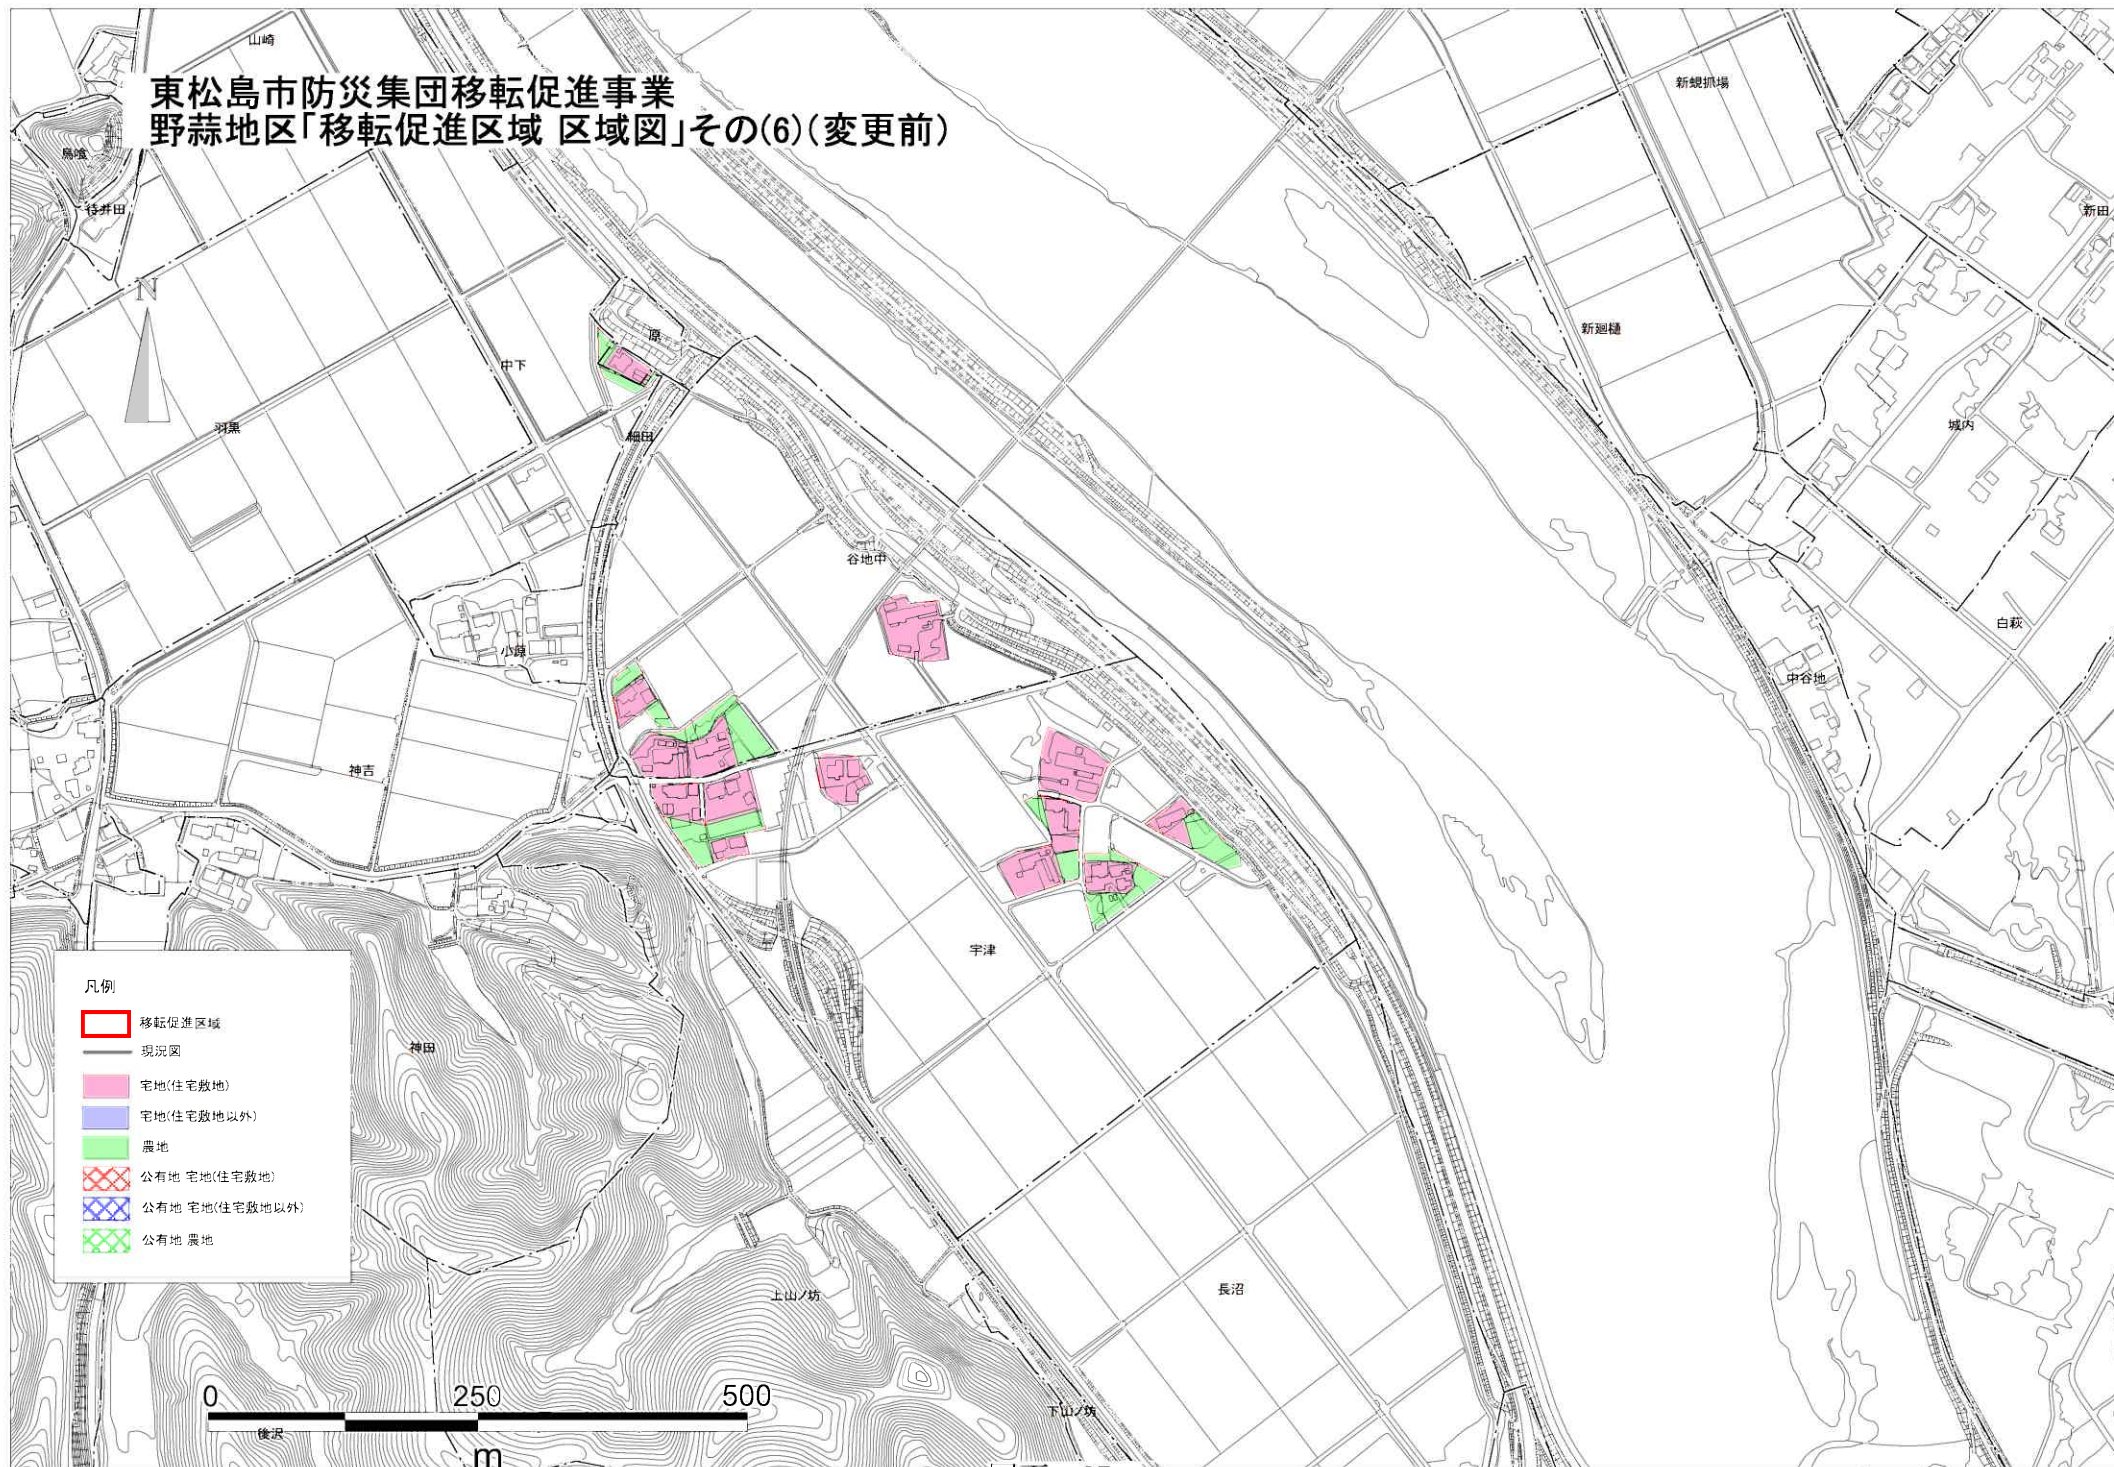 山崎
東松島市防災集団移転促進事業
野蒜地区「移転促進区域 区域図」その(6)(変更前)
新蜆抓場
鳥喰
待井田
新田
N
原
新廻樋
中下
羽黒
細田
城内
谷地中
小原
白萩
中谷地
神吉
宇津
凡例
移転促進区域
現況図
宅地(住宅敷地)
宅地(住宅敷地以外)
農地
公有地 宅地(住宅敷地)
公有地 宅地(住宅敷地以外)
公有地 農地
神田
上山ノ坊
長沼
下山ノ坊
0 250 500
後沢
m